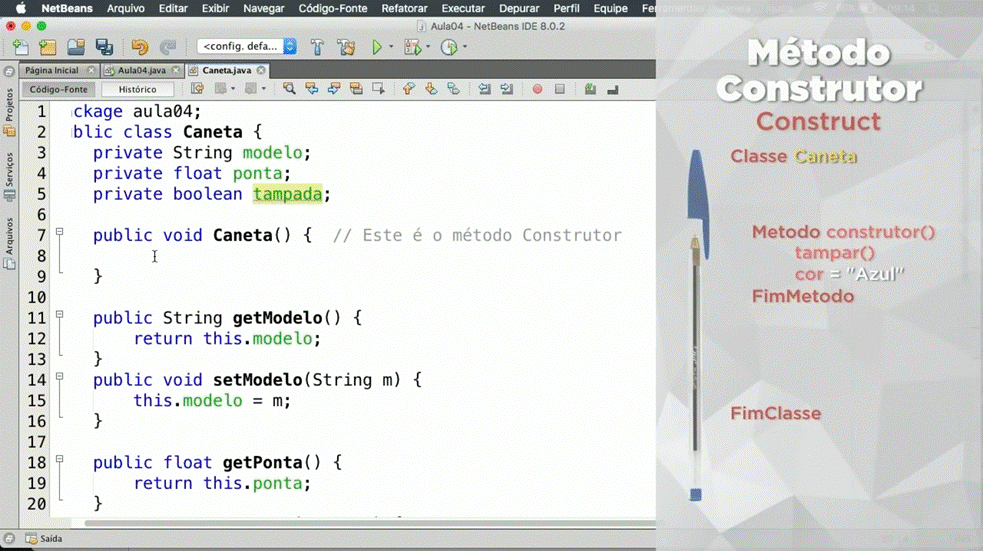 NetBeans Arquivo Editar Exibir Navegar Código-Fonte Refatorar Executar Depurar Perfil Equipe
Aula04 - NetBeans IDE 8.0.2
<config. defa...
Página Inicial Aula04.java Caneta.java
Código-Fonte Histórico
Projetos
Serviços
Arquivos
1 ckage aula04;
2 blic class Caneta {
3 private String modelo;
4 private float ponta;
5 private boolean tampada;
6
7 public void Caneta() { // Este é o método Construtor
8
9 }
10
11 public String getModelo() {
12 return this.modelo;
13 }
14 public void setModelo(String m) {
15 this.modelo = m;
16 }
17
18 public float getPonta() {
19 return this.ponta;
20 }
Saída
Método
Construtor
Construct
Classe Caneta
Metodo construtor()
tampar()
cor = "Azul"
FimMetodo
FimClasse